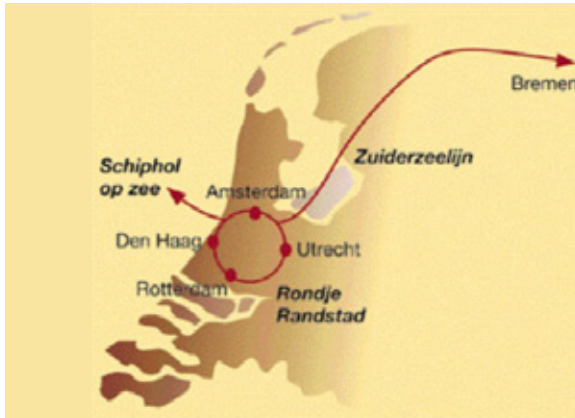 Bremen
Zuiderzeelijn
Schiphol
op zee
Amsterdam
Den Haag
Utrecht
Rotterdam
Rondje
Randstad